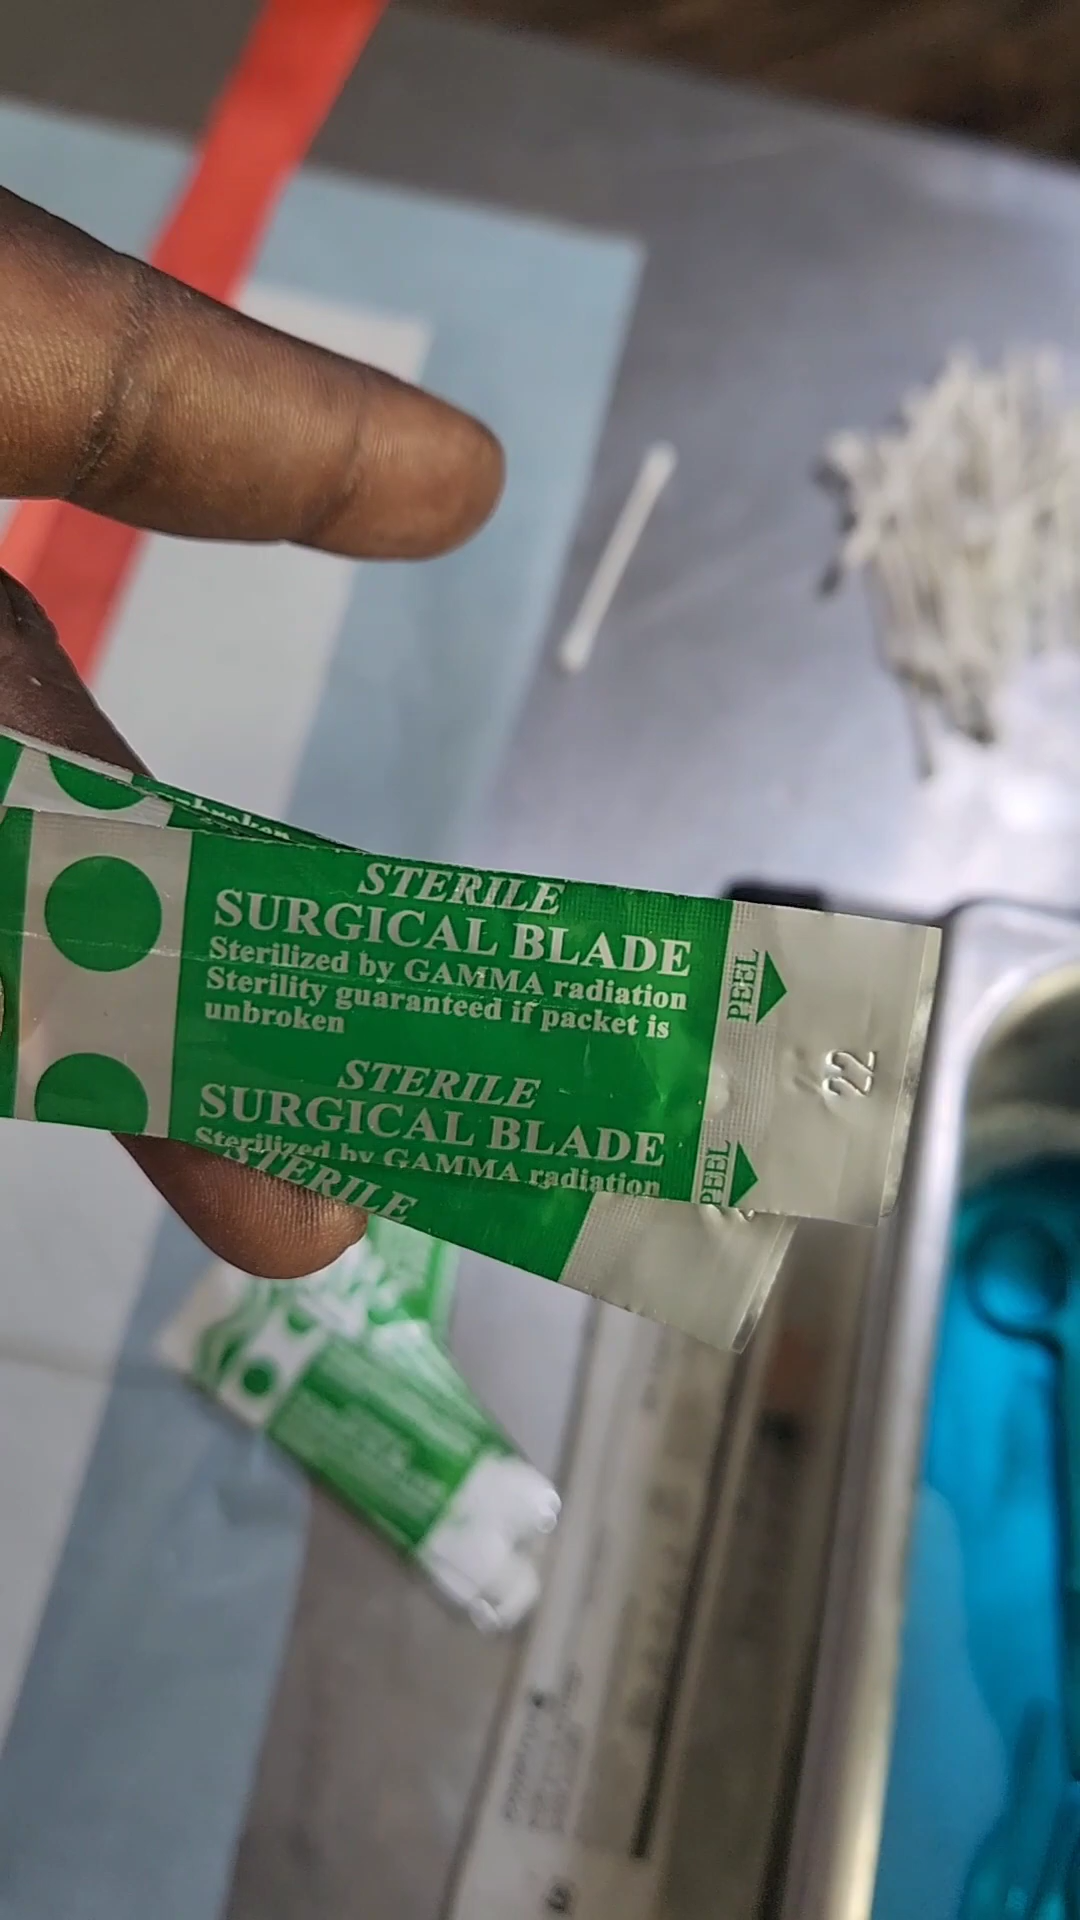 broken
STERILE
SURGICAL BLADE
Sterilized by GAMMA radiation
Sterility guaranteed if packet is
unbroken
PEEL
22
STERILE
SURGICAL BLADE
Sterilized by GAMMA radiation
PEEL
STERILE